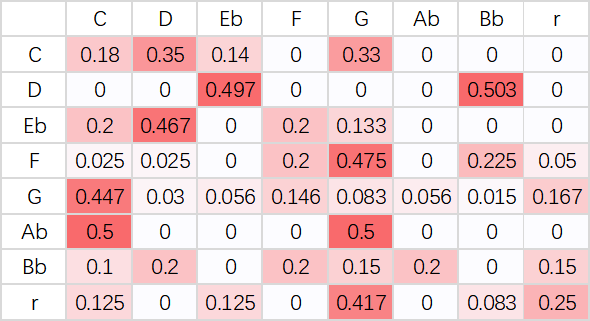 C D Eb F G Ab Bb r
C 0.18 0.35 0.14 0 0.33 0 0 0
D 0 0 0.497 0 0 0 0.503 0
Eb 0.2 0.467 0 0.2 0.133 0 0 0
F 0.025 0.025 0 0.2 0.475 0 0.225 0.05
G 0.447 0.03 0.056 0.146 0.083 0.056 0.015 0.167
Ab 0.5 0 0 0 0.5 0 0 0
Bb 0.1 0.2 0 0.2 0.15 0.2 0 0.15
r 0.125 0 0.125 0 0.417 0 0.083 0.25